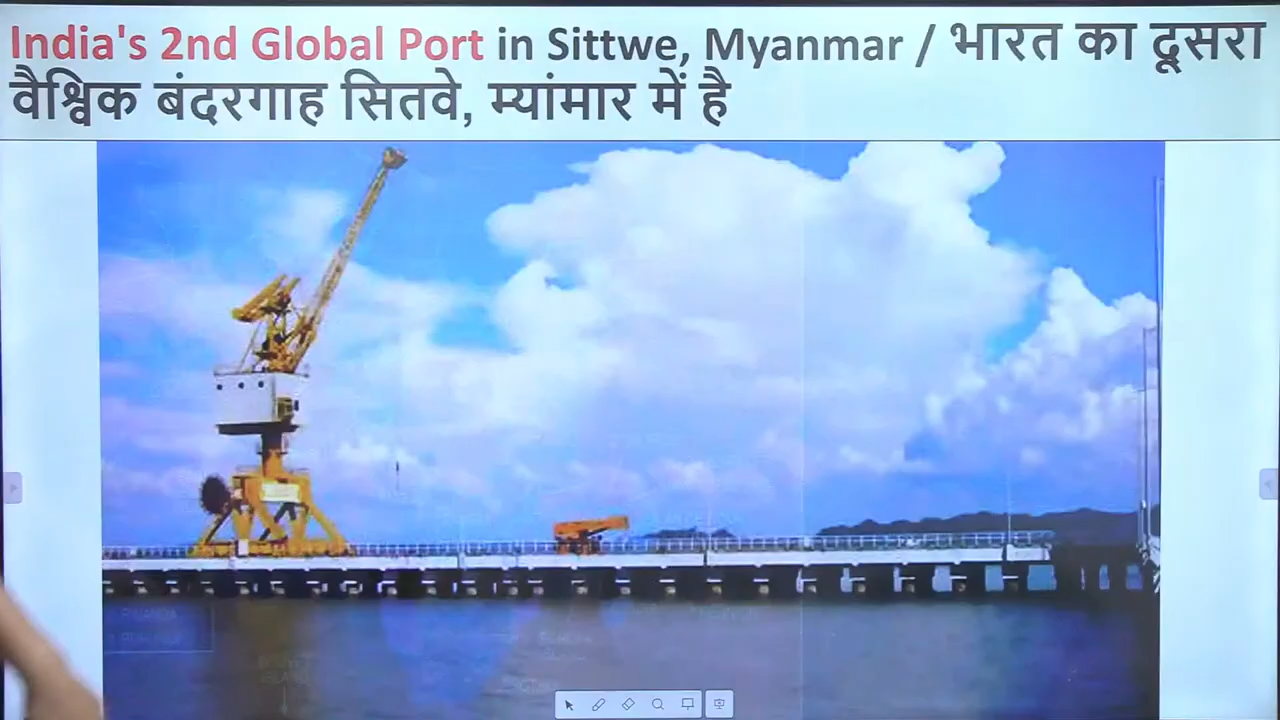 India's 2nd Global Port in Sittwe, Myanmar / भारत का दूसरा
वैश्विक बंदरगाह सितवे, म्यांमार में है